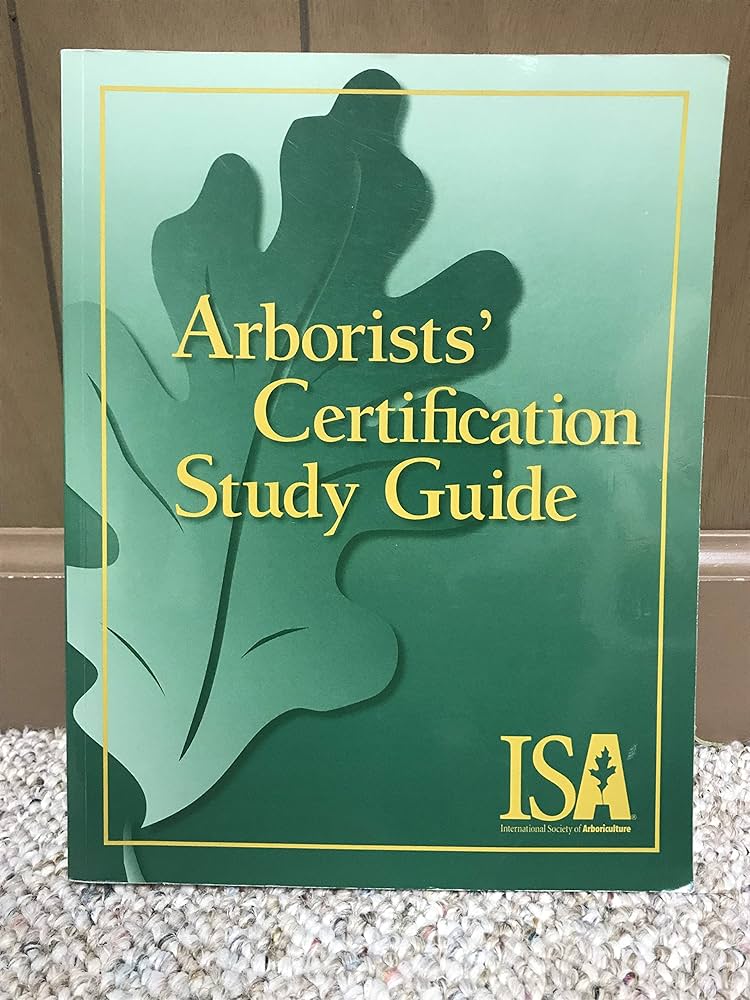 Arborists’
Certification
Study Guide
ISA
International Society of Arboriculture